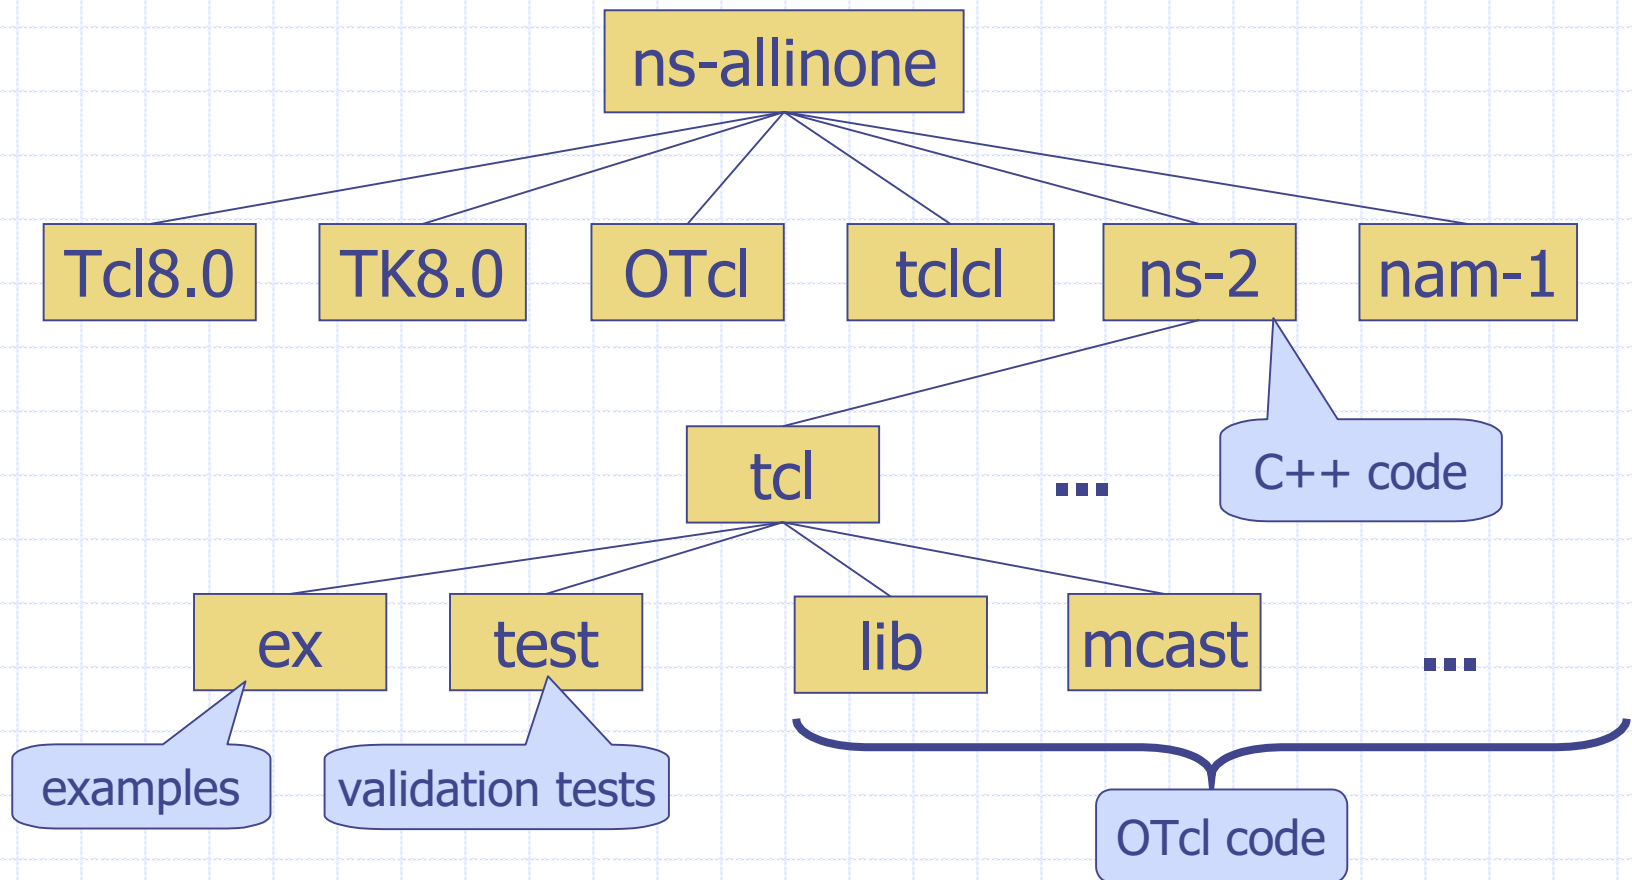 ns-allinone
Tcl8.0
TK8.0
OTcl
tclcl
ns-2
nam-1
tcl
...
C++ code
ex
test
lib
mcast
...
examples
validation tests
OTcl code